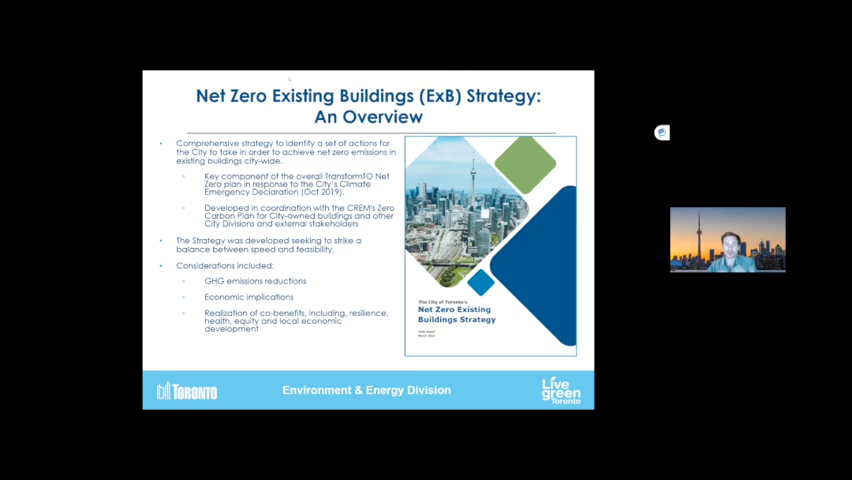 Net Zero Existing Buildings (ExB) Strategy:
An Overview
Comprehensive strategy to identify a set of actions for
the City to take in order to achieve net zero emissions in
existing buildings city-wide.
Key component of the overall TransformTO Net
Zero plan in response to the City's Climate
Emergency Declaration (Oct 2019).
Developed in coordination with the CREM's Zero
Carbon Plan for City-owned buildings and other
City Divisions and external stakeholders
The Strategy was developed seeking to strike a
balance between speed and feasibility.
Considerations included:
GHG emissions reductions
Economic implications
Realization of co-benefits, including, resilience,
health, equity and local economic
development
The City of Toronto's
Net Zero Existing
Buildings Strategy
TORONTO
Environment & Energy Division
Live
green
Toronto